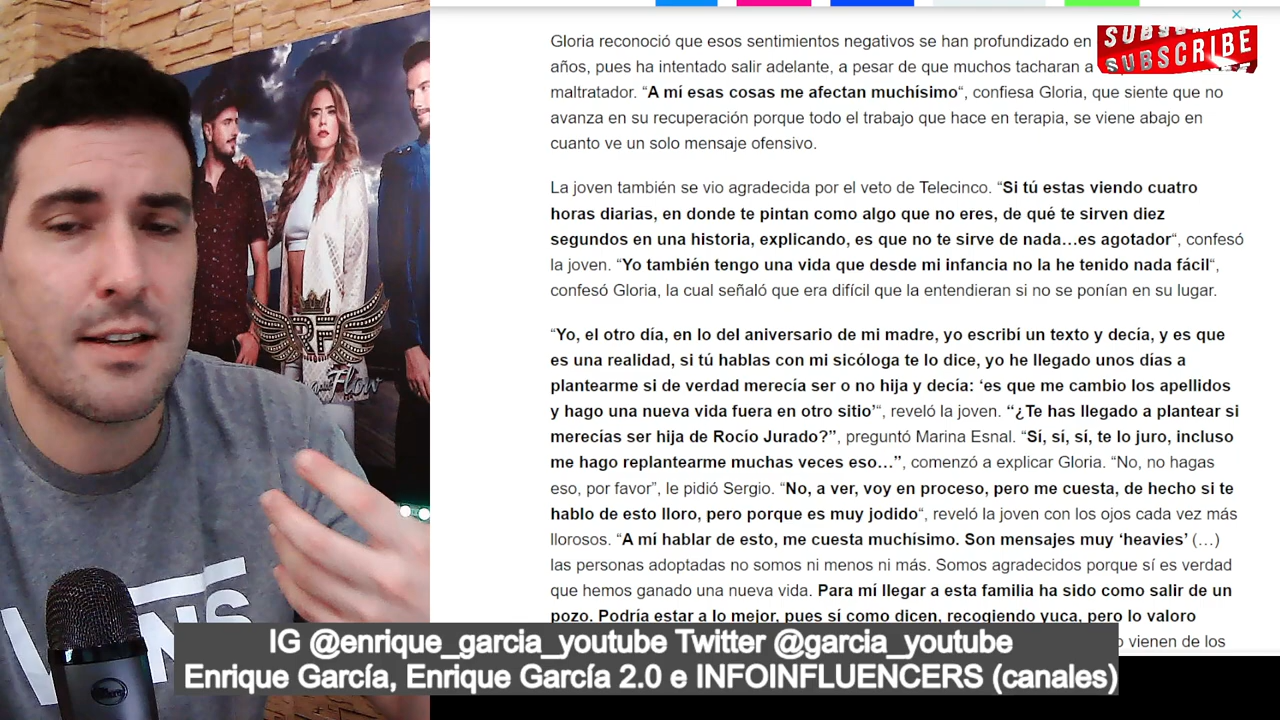 Gloria reconoció que esos sentimientos negativos se han profundizado en
años, pues ha intentado salir adelante, a pesar de que muchos tacharan a
maltratador. “A mí esas cosas me afectan muchísimo“, confiesa Gloria, que siente que no
avanza en su recuperación porque todo el trabajo que hace en terapia, se viene abajo en
cuanto ve un solo mensaje ofensivo.
La joven también se vio agradecida por el veto de Telecinco. “Si tú estas viendo cuatro
horas diarias, en donde te pintan como algo que no eres, de qué te sirven diez
segundos en una historia, explicando, es que no te sirve de nada…es agotador“, confesó
la joven. “Yo también tengo una vida que desde mi infancia no la he tenido nada fácil“,
confesó Gloria, la cual señaló que era difícil que la entendieran si no se ponían en su lugar.
“Yo, el otro día, en lo del aniversario de mi madre, yo escribí un texto y decía, y es que
es una realidad, si tú hablas con mi sicóloga te lo dice, yo he llegado unos días a
plantearme si de verdad merecía ser o no hija y decía: ‘es que me cambio los apellidos
y hago una nueva vida fuera en otro sitio’“, reveló la joven. “¿Te has llegado a plantear si
merecías ser hija de Rocío Jurado?”, preguntó Marina Esnal. “Sí, sí, sí, te lo juro, incluso
me hago replantearme muchas veces eso…”, comenzó a explicar Gloria. “No, no hagas
eso, por favor”, le pidió Sergio. “No, a ver, voy en proceso, pero me cuesta, de hecho si te
hablo de esto lloro, pero porque es muy jodido“, reveló la joven con los ojos cada vez más
llorosos. “A mí hablar de esto, me cuesta muchísimo. Son mensajes muy ‘heavies’ (…)
las personas adoptadas no somos ni menos ni más. Somos agradecidos porque sí es verdad
que hemos ganado una nueva vida. Para mí llegar a esta familia ha sido como salir de un
pozo. Podría estar a lo mejor, pues sí como dicen, recogiendo yuca, pero lo valoro
vienen de los
SUBSCRIBE
SUBSCRIBE
RF
Flow
VANS
IG @enrique_garcia_youtube Twitter @garcia_youtube
Enrique García, Enrique García 2.0 e INFOINFLUENCERS (canales)